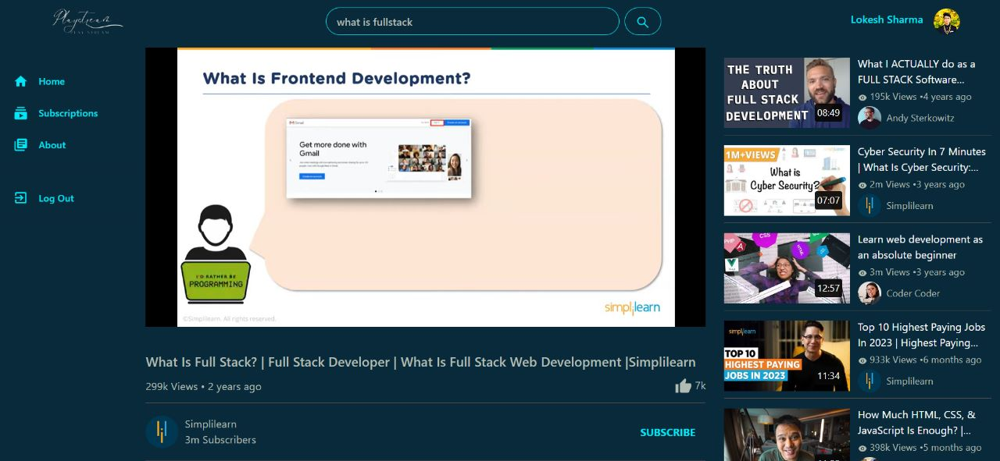 Playstream
what is fullstack
Lokesh Sharma
Home
Subscriptions
About
Log Out
What Is Frontend Development?
Gmail
Get more done with
Gmail
I'D RATHER BE
PROGRAMMING
simplilearn
©Simplilearn. All rights reserved.
What Is Full Stack? | Full Stack Developer | What Is Full Stack Web Development |Simplilearn
299k Views • 2 years ago
7k
Simplilearn
3m Subscribers
SUBSCRIBE
THE TRUTH
ABOUT
FULL STACK
DEVELOPMENT
08:49
What I ACTUALLY do as a
FULL STACK Software...
195k Views •4 years ago
Andy Sterkowitz
1M+VIEWS
What is
Cyber Security?
07:07
Cyber Security In 7 Minutes
| What Is Cyber Security:...
2m Views •3 years ago
Simplilearn
PHP
CSS
HTML
12:57
Learn web development as
an absolute beginner
3m Views •3 years ago
Coder Coder
simplilearn
TOP 10
HIGHEST PAYING
JOBS IN 2023
11:34
Top 10 Highest Paying Jobs
In 2023 | Highest Paying...
933k Views •6 months ago
Simplilearn
How Much HTML, CSS, &
JavaScript Is Enough? |...
398k Views •5 months ago